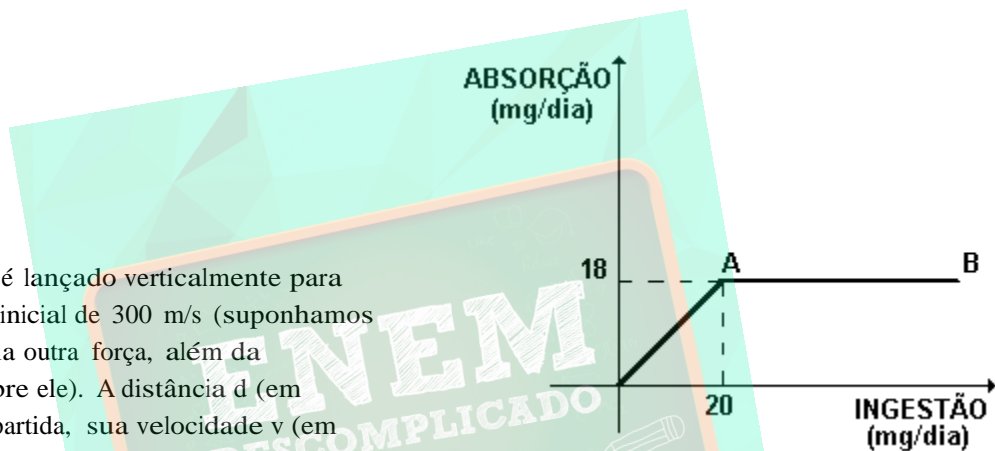 é lançado verticalmente para
inicial de 300 m/s (suponhamos
outra força, além da
ele). A distância d (em
partida, sua velocidade v (em
ENEM
DESCOMPLICADO
ABSORÇÃO
(mg/dia)
18
A
B
20
INGESTÃO
(mg/dia)